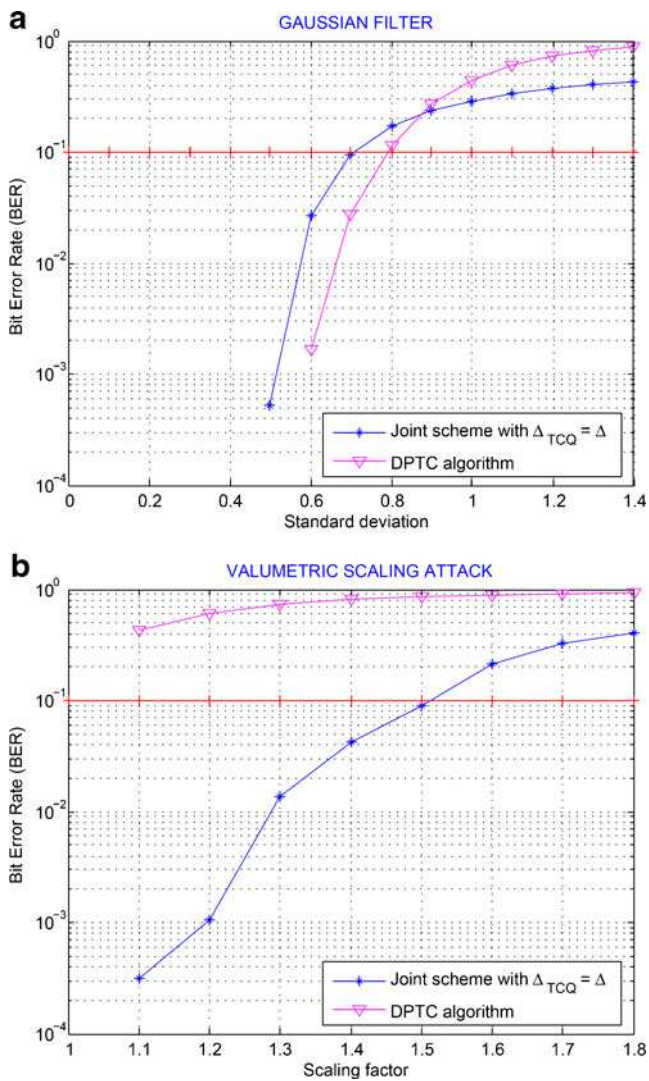 a
GAUSSIAN FILTER
10^0
10^-1
10^-2
10^-3
10^-4
Bit Error Rate (BER)
Joint scheme with Δ_TCQ = Δ
DPTC algorithm
0 0.2 0.4 0.6 0.8 1 1.2 1.4
Standard deviation
b
VALUMETRIC SCALING ATTACK
10^0
10^-1
10^-2
10^-3
10^-4
Bit Error Rate (BER)
Joint scheme with Δ_TCQ = Δ
DPTC algorithm
1 1.1 1.2 1.3 1.4 1.5 1.6 1.7 1.8
Scaling factor